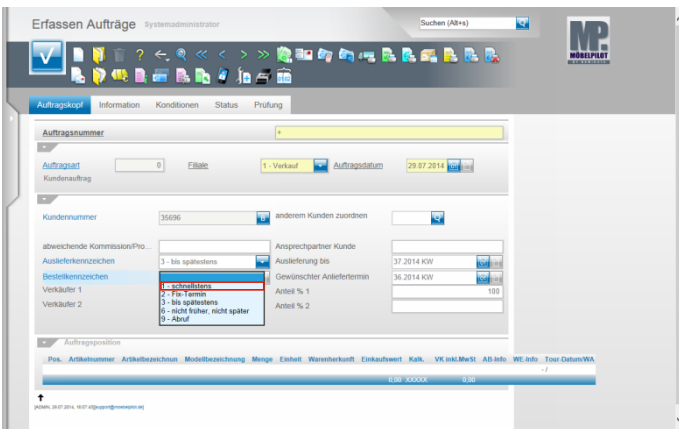 Erfassen Aufträge Systemadministrator
Suchen (Alt+s)
MP
MÖBELPILOT
Auftragskopf Information Konditionen Status Prüfung
Auftragsnummer +
Auftragsart 0 Filiale 1 - Verkauf Auftragsdatum 29.07.2014
Kundenauftrag
Kundennummer 35696 anderem Kunden zuordnen
abweichende Kommission/Pro... Ansprechpartner Kunde
Auslieferkennzeichen 3 - bis spätestens Auslieferung bis 37.2014 KW
Bestellkennzeichen Gewünschter Anliefertermin 36.2014 KW
1 - schnellstens
Verkäufer 1 2 - Fix-Termin Anteil % 1 100
3 - bis spätestens
Verkäufer 2 6 - nicht früher, nicht später Anteil % 2
9 - Abruf
Auftragsposition
Pos. Artikelnummer Artikelbezeichnun Modellbezeichnung Menge Einheit Warenherkunft Einkaufswert Kalk. VK inkl.MwSt AB-Info WE-Info Tour-Datum/WA
- /
0,00 XXXXX 0,00